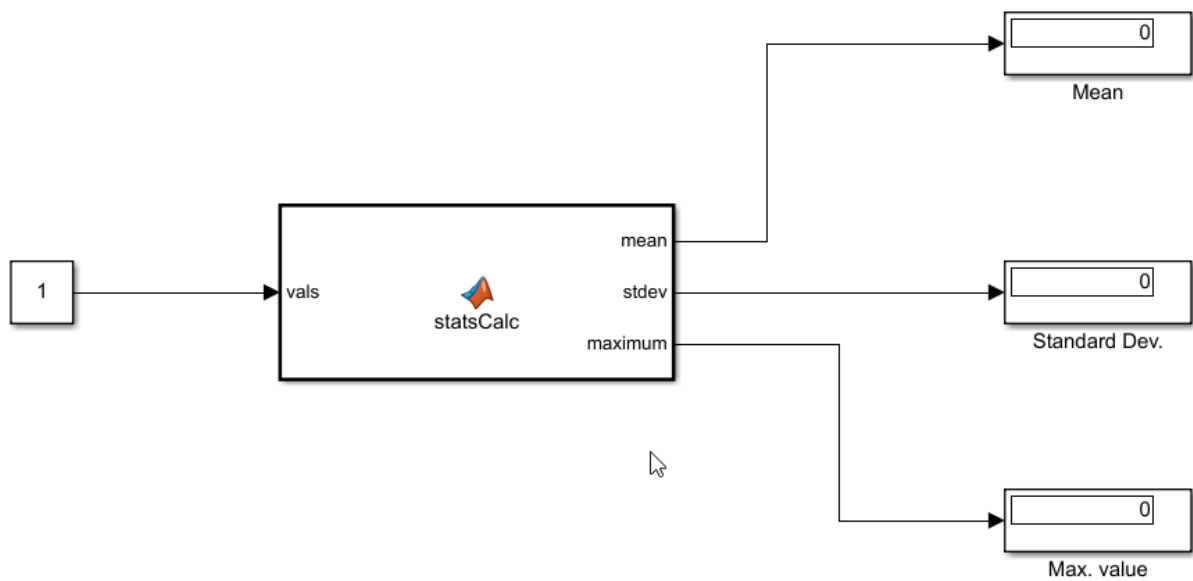 0
Mean
mean
1
vals
stdev
statsCalc
maximum
0
Standard Dev.
0
Max. value